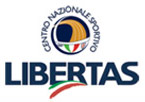 CENTRO NAZIONALE SPORTIVO
LIBERTAS